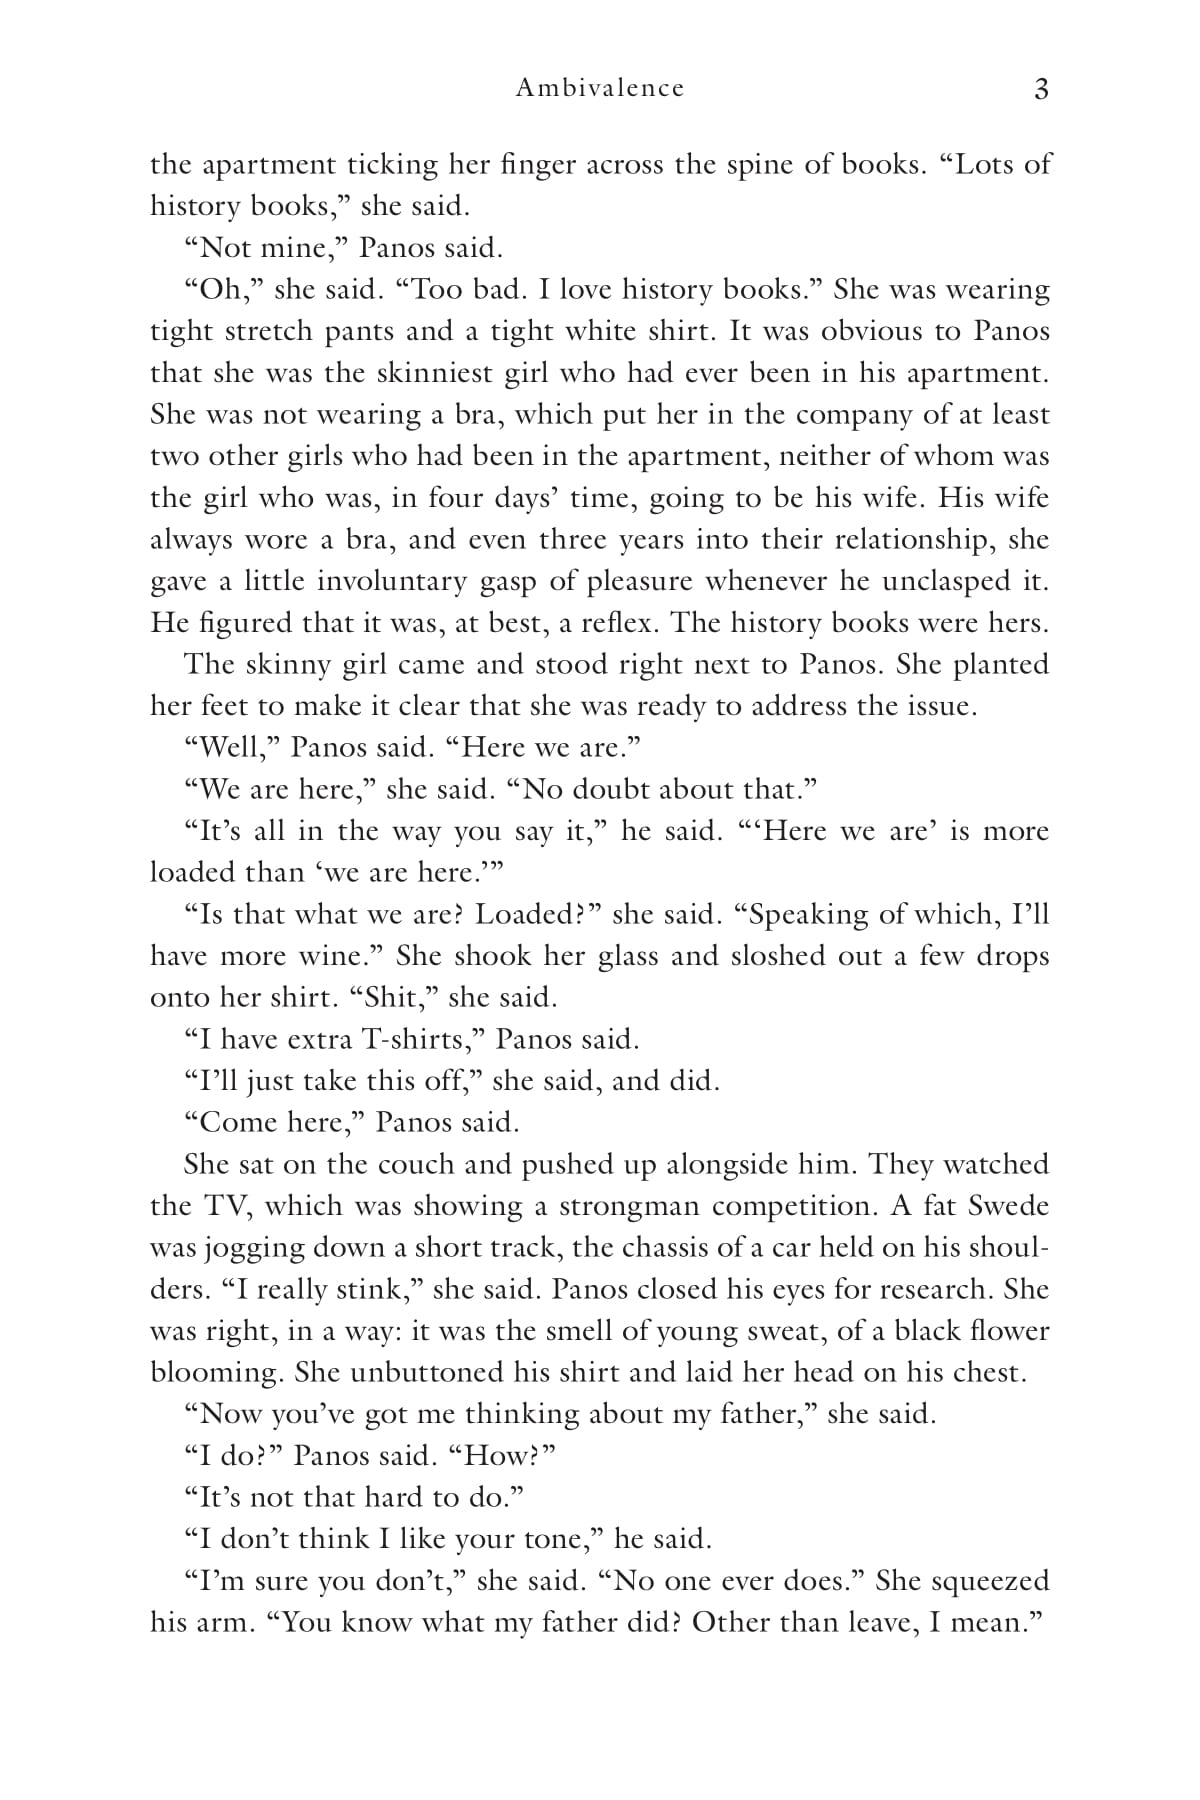 Ambivalence 3
the apartment ticking her finger across the spine of books. “Lots of
history books,” she said.
“Not mine,” Panos said.
“Oh,” she said. “Too bad. I love history books.” She was wearing
tight stretch pants and a tight white shirt. It was obvious to Panos
that she was the skinniest girl who had ever been in his apartment.
She was not wearing a bra, which put her in the company of at least
two other girls who had been in the apartment, neither of whom was
the girl who was, in four days’ time, going to be his wife. His wife
always wore a bra, and even three years into their relationship, she
gave a little involuntary gasp of pleasure whenever he unclasped it.
He figured that it was, at best, a reflex. The history books were hers.
The skinny girl came and stood right next to Panos. She planted
her feet to make it clear that she was ready to address the issue.
“Well,” Panos said. “Here we are.”
“We are here,” she said. “No doubt about that.”
“It’s all in the way you say it,” he said. “‘Here we are’ is more
loaded than ‘we are here.’”
“Is that what we are? Loaded?” she said. “Speaking of which, I’ll
have more wine.” She shook her glass and sloshed out a few drops
onto her shirt. “Shit,” she said.
“I have extra T-shirts,” Panos said.
“I’ll just take this off,” she said, and did.
“Come here,” Panos said.
She sat on the couch and pushed up alongside him. They watched
the TV, which was showing a strongman competition. A fat Swede
was jogging down a short track, the chassis of a car held on his shoul-
ders. “I really stink,” she said. Panos closed his eyes for research. She
was right, in a way: it was the smell of young sweat, of a black flower
blooming. She unbuttoned his shirt and laid her head on his chest.
“Now you’ve got me thinking about my father,” she said.
“I do?” Panos said. “How?”
“It’s not that hard to do.”
“I don’t think I like your tone,” he said.
“I’m sure you don’t,” she said. “No one ever does.” She squeezed
his arm. “You know what my father did? Other than leave, I mean.”